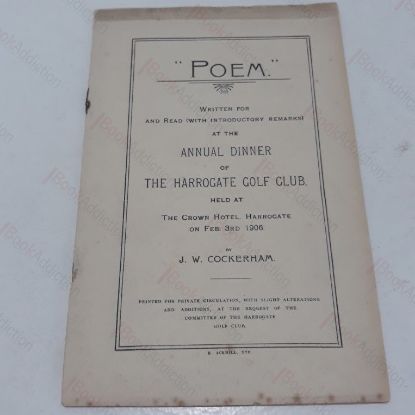 "POEM."
WRITTEN FOR
AND READ (WITH INTRODUCTORY REMARKS)
AT THE
ANNUAL DINNER
OF
THE HARROGATE GOLF CLUB,
HELD AT
THE CROWN HOTEL, HARROGATE
ON FEB. 3RD 1906
BY
J. W. COCKERHAM.
PRINTED FOR PRIVATE CIRCULATION, WITH SLIGHT ALTERATIONS
AND ADDITIONS, AT THE REQUEST OF THE
COMMITTEE OF THE HARROGATE
GOLF CLUB.
iBookAddiction